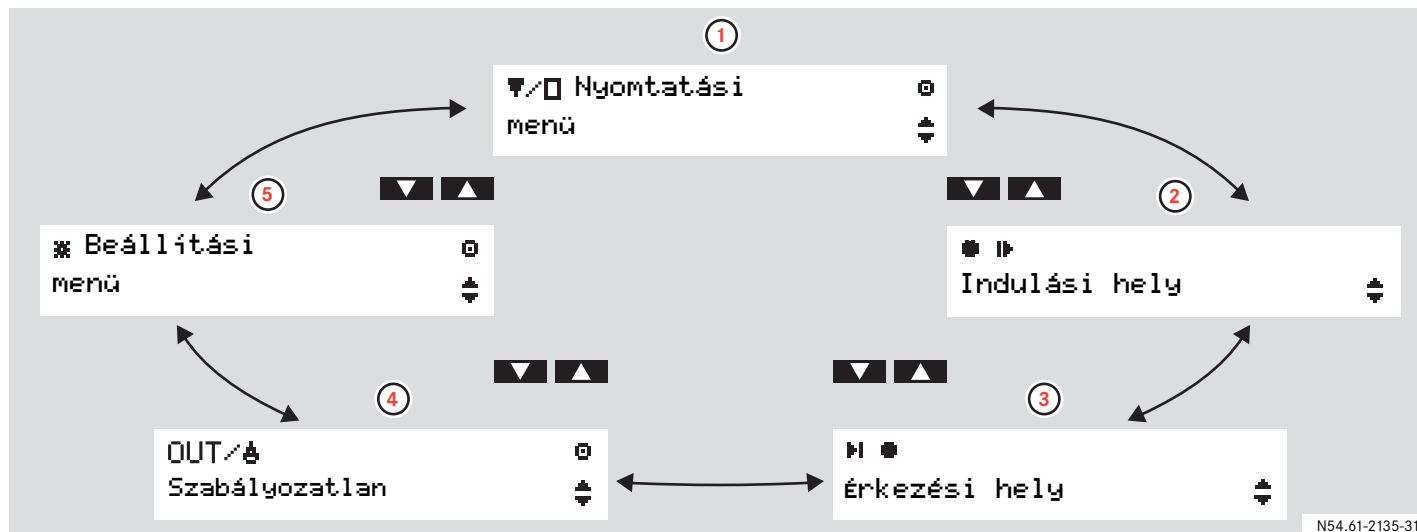 1
Nyomtatási
menü
5
2
Beállítási
menü
Indulási hely
4
3
OUT/
Szabályozatlan
Érkezési hely
N54.61-2135-31